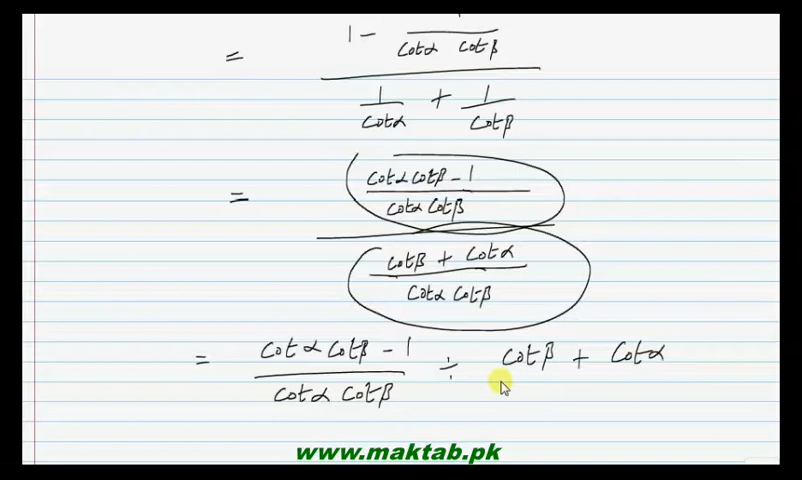 1 -
cotα cotβ
=
1/cotα + 1/cotβ
cotα cotβ - 1
= cotα cotβ
cotβ + cotα
cotα cotβ
= cotα cotβ - 1 ÷ cotβ + cotα
cotα cotβ
www.maktab.pk